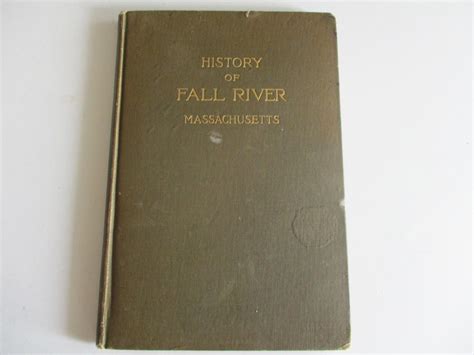 HISTORY
OF
FALL RIVER
MASSACHUSETTS